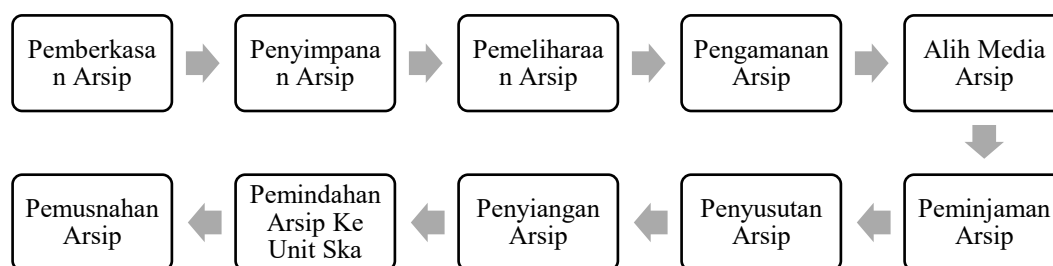 Pemberkasa
n Arsip
Penyimpana
n Arsip
Pemeliharaa
n Arsip
Pengamanan
Arsip
Alih Media
Arsip
Peminjaman
Arsip
Penyusutan
Arsip
Penyiangan
Arsip
Pemindahan
Arsip Ke
Unit Ska
Pemusnahan
Arsip